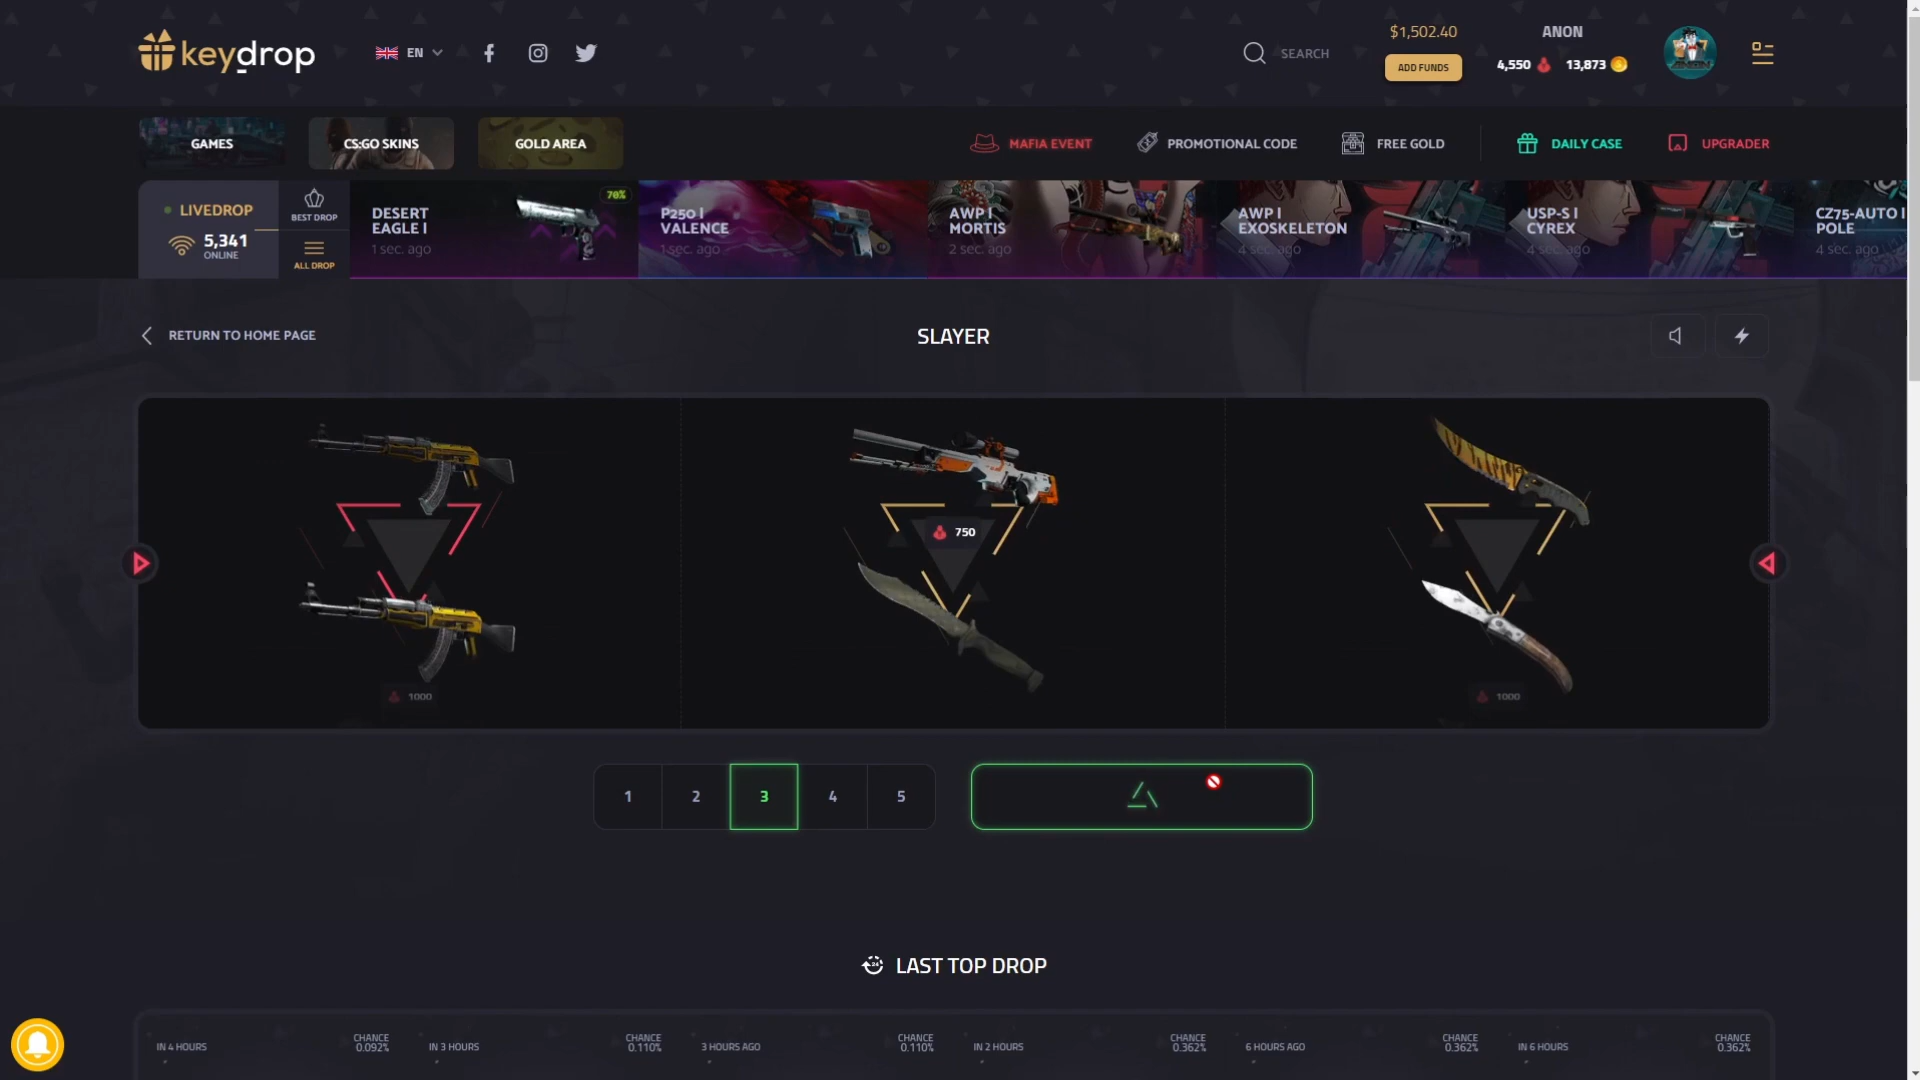 keydrop
EN
SEARCH
$1,502.40
ADD FUNDS
ANON
4,550
13,873
GAMES
CS:GO SKINS
GOLD AREA
MAFIA EVENT
PROMOTIONAL CODE
FREE GOLD
DAILY CASE
UPGRADER
LIVEDROP
5,341
ONLINE
BEST DROP
ALL DROP
DESERT
EAGLE |
1 sec. ago
70%
P250 |
VALENCE
1 sec. ago
AWP |
MORTIS
2 sec. ago
AWP |
EXOSKELETON
4 sec. ago
USP-S |
CYREX
4 sec. ago
CZ75-AUTO |
POLE
4 sec. ago
RETURN TO HOME PAGE
SLAYER
750
1000
1000
1
2
3
4
5
LAST TOP DROP
IN 4 HOURS
CHANCE
0.092%
IN 3 HOURS
CHANCE
0.110%
3 HOURS AGO
CHANCE
0.110%
IN 2 HOURS
CHANCE
0.362%
6 HOURS AGO
CHANCE
0.362%
IN 6 HOURS
CHANCE
0.362%